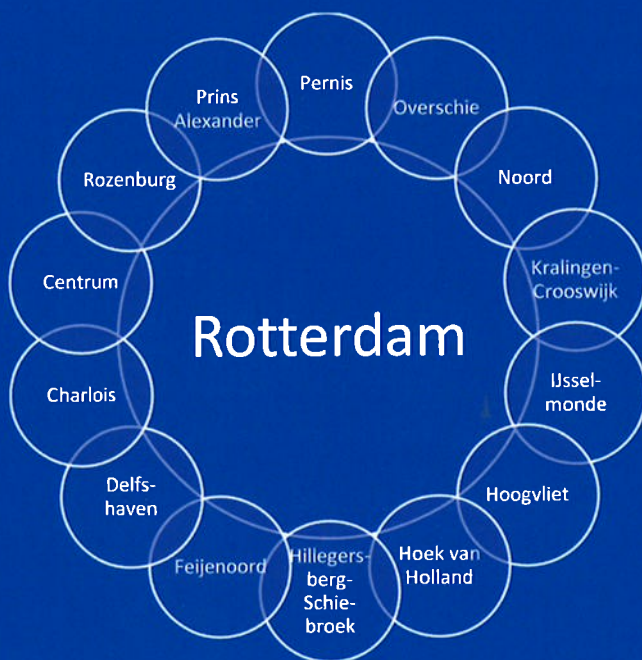 Pernis
Overschie
Noord
Kralingen-
Crooswijk
IJssel-
monde
Hoogvliet
Hoek van
Holland
Hillegers-
berg-
Schie-
broek
Feijenoord
Delfs-
haven
Charlois
Centrum
Rozenburg
Prins
Alexander
Rotterdam